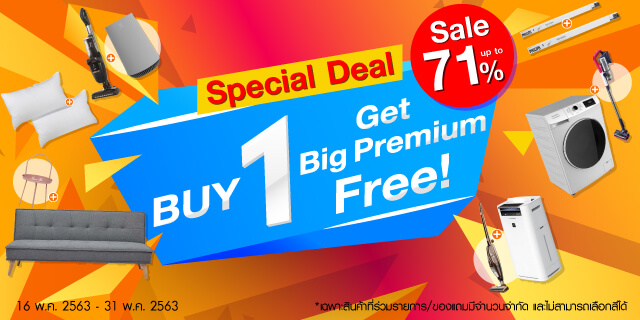 Sale
up to
71%
Special Deal
BUY 1
Get
Big Premium
Free!
PHILIPS
PHILIPS
SHARP
16 พ.ค. 2563 - 31 พ.ค. 2563
*เฉพาะสินค้าที่ร่วมรายการ/ของแถมมีจำนวนจำกัด และไม่สามารถเลือกสีได้